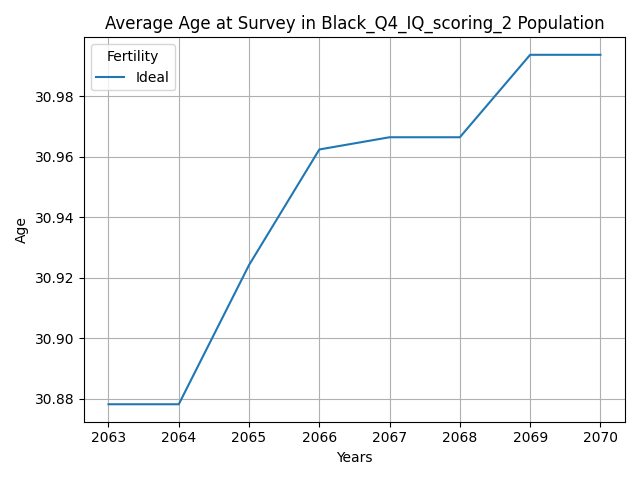 Average Age at Survey in Black_Q4_IQ_scoring_2 Population
Fertility
Ideal
30.98
30.96
30.94
30.92
30.90
30.88
Age
2063 2064 2065 2066 2067 2068 2069 2070
Years